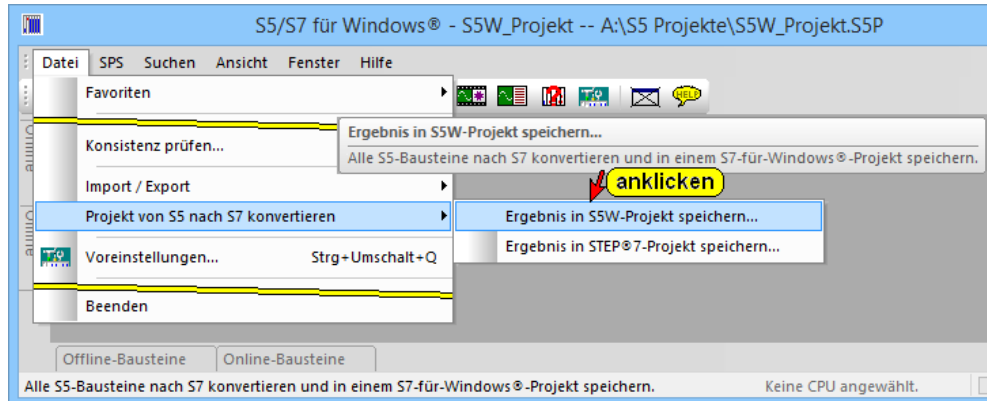 S5/S7 für Windows® - S5W_Projekt -- A:\S5 Projekte\S5W_Projekt.S5P
Datei SPS Suchen Ansicht Fenster Hilfe
Favoriten
HELP
Ergebnis in S5W-Projekt speichern...
Konsistenz prüfen...
Alle S5-Bausteine nach S7 konvertieren und in einem S7-für-Windows®-Projekt speichern.
Import / Export
anklicken
Projekt von S5 nach S7 konvertieren
Ergebnis in S5W-Projekt speichern...
Ergebnis in STEP®7-Projekt speichern...
Voreinstellungen... Strg+Umschalt+Q
Beenden
Offline-Bausteine Online-Bausteine
Alle S5-Bausteine nach S7 konvertieren und in einem S7-für-Windows®-Projekt speichern. Keine CPU angewählt.